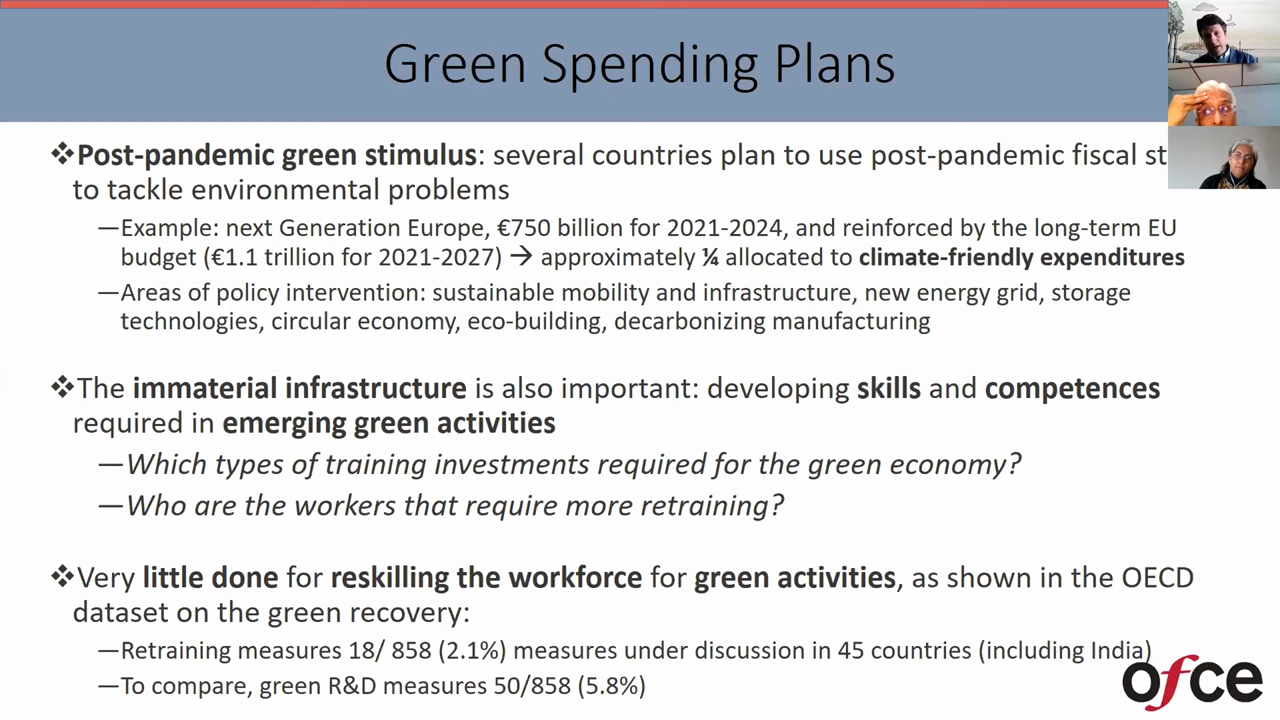 Green Spending Plans
❖Post-pandemic green stimulus: several countries plan to use post-pandemic fiscal st
to tackle environmental problems
—Example: next Generation Europe, €750 billion for 2021-2024, and reinforced by the long-term EU
budget (€1.1 trillion for 2021-2027) → approximately ¼ allocated to climate-friendly expenditures
—Areas of policy intervention: sustainable mobility and infrastructure, new energy grid, storage
technologies, circular economy, eco-building, decarbonizing manufacturing
❖The immaterial infrastructure is also important: developing skills and competences
required in emerging green activities
—Which types of training investments required for the green economy?
—Who are the workers that require more retraining?
❖Very little done for reskilling the workforce for green activities, as shown in the OECD
dataset on the green recovery:
—Retraining measures 18/ 858 (2.1%) measures under discussion in 45 countries (including India)
—To compare, green R&D measures 50/858 (5.8%)
ofce